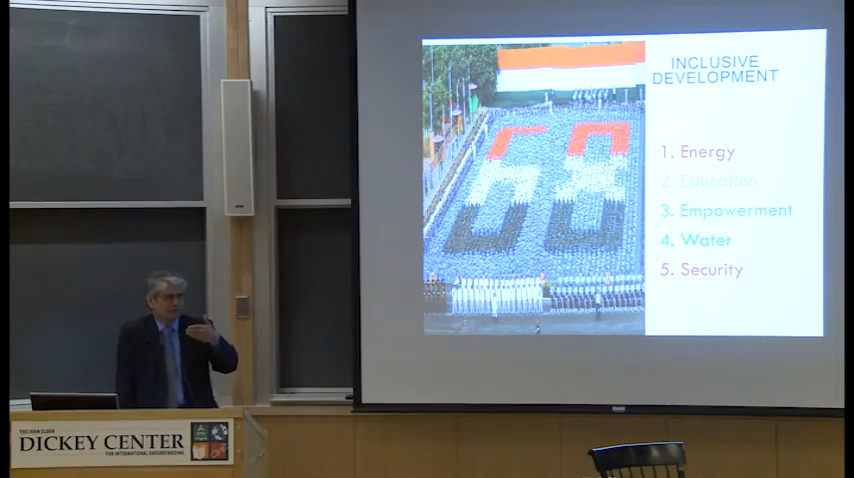 INCLUSIVE
DEVELOPMENT
1. Energy
2. Education
3. Empowerment
4. Water
5. Security
68
THE JOHN SLOAN
DICKEY CENTER
FOR INTERNATIONAL UNDERSTANDING